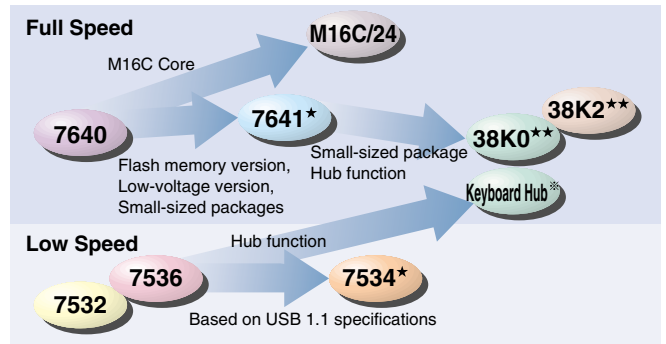 Full Speed
M16C/24
M16C Core
7640
7641★
38K2★★
38K0★★
Flash memory version,
Low-voltage version,
Small-sized packages
Small-sized package
Hub function
Keyboard Hub※
Low Speed
Hub function
7536
7534★
7532
Based on USB 1.1 specifications